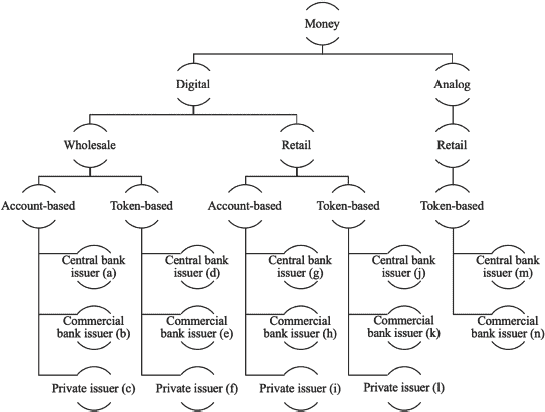 Money
Digital
Analog
Wholesale
Retail
Retail
Account-based
Token-based
Account-based
Token-based
Token-based
Central bank
issuer (a)
Central bank
issuer (d)
Central bank
issuer (g)
Central bank
issuer (j)
Central bank
issuer (m)
Commercial
bank issuer (b)
Commercial
bank issuer (e)
Commercial
bank issuer (h)
Commercial
bank issuer (k)
Commercial
bank issuer (n)
Private issuer (c)
Private issuer (f)
Private issuer (i)
Private issuer (l)